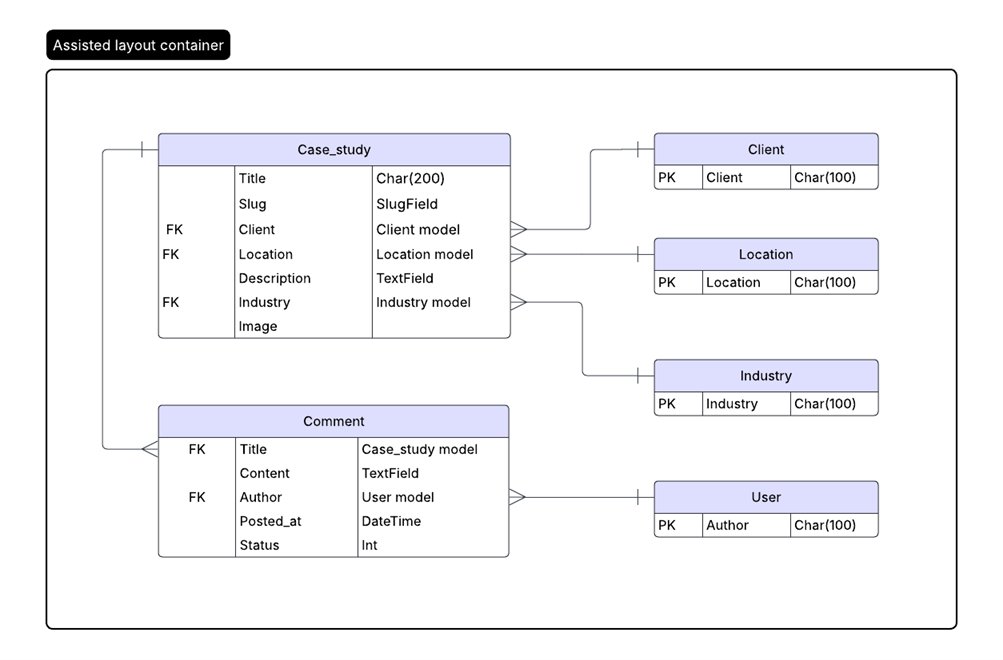 Assisted layout container
Case_study
Title Char(200)
Slug SlugField
FK Client Client model
FK Location Location model
Description TextField
FK Industry Industry model
Image
Client
PK Client Char(100)
Location
PK Location Char(100)
Industry
PK Industry Char(100)
Comment
FK Title Case_study model
Content TextField
FK Author User model
Posted_at DateTime
Status Int
User
PK Author Char(100)